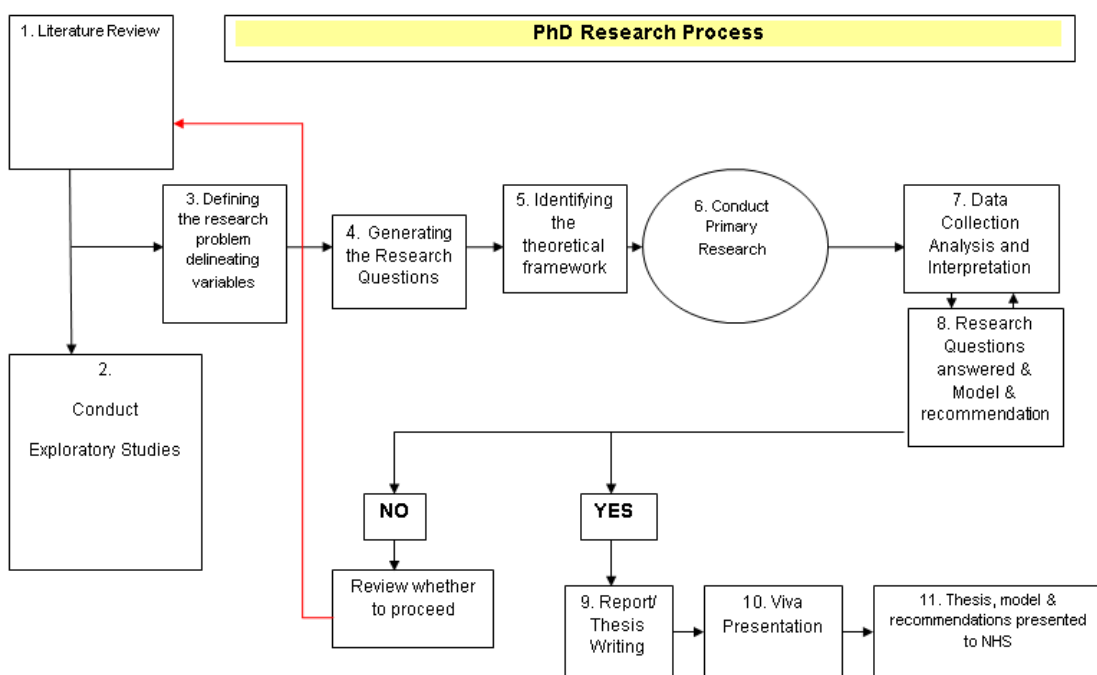 1. Literature Review
PhD Research Process
3. Defining
the research
problem
delineating
variables
4. Generating
the Research
Questions
5. Identifying
the
theoretical
framework
6. Conduct
Primary
Research
7. Data
Collection
Analysis and
Interpretation
2.
Conduct
Exploratory Studies
8. Research
Questions
answered &
Model &
recommendation
NO
YES
Review whether
to proceed
9. Report/
Thesis
Writing
10. Viva
Presentation
11. Thesis, model &
recommendations presented
to NHS